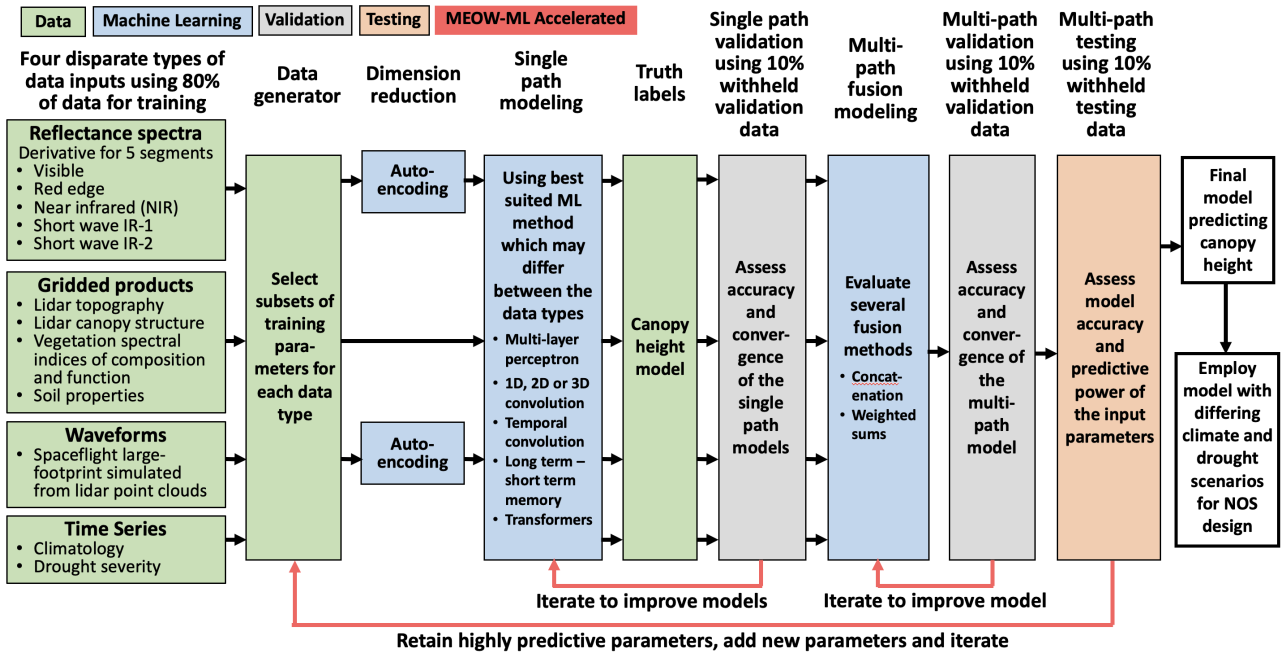 Data
Machine Learning
Validation
Testing
MEOW-ML Accelerated
Four disparate types of
data inputs using 80%
of data for training
Data
generator
Dimension
reduction
Single
path
modeling
Truth
labels
Single path
validation
using 10%
withheld
validation
data
Multi-
path
fusion
modeling
Multi-path
validation
using 10%
withheld
validation
data
Multi-path
testing
using 10%
withheld
testing
data
Reflectance spectra
Derivative for 5 segments
• Visible
• Red edge
• Near infrared (NIR)
• Short wave IR-1
• Short wave IR-2
Gridded products
• Lidar topography
• Lidar canopy structure
• Vegetation spectral
indices of composition
and function
• Soil properties
Waveforms
• Spaceflight large-
footprint simulated
from lidar point clouds
Time Series
• Climatology
• Drought severity
Select
subsets of
training
para-
meters for
each data
type
Auto-
encoding
Auto-
encoding
Using best
suited ML
method
which may
differ
between the
data types
• Multi-layer
perceptron
• 1D, 2D or 3D
convolution
• Temporal
convolution
• Long term –
short term
memory
• Transformers
Canopy
height
model
Assess
accuracy
and
conver-
gence
of the
single
path
models
Evaluate
several
fusion
methods
• Concat-
enation
• Weighted
sums
Assess
accuracy
and
conver-
gence of
the
multi-
path
model
Assess
model
accuracy
and
predictive
power of
the input
parameters
Final
model
predicting
canopy
height
Employ
model with
differing
climate and
drought
scenarios
for NOS
design
Iterate to improve models
Iterate to improve model
Retain highly predictive parameters, add new parameters and iterate